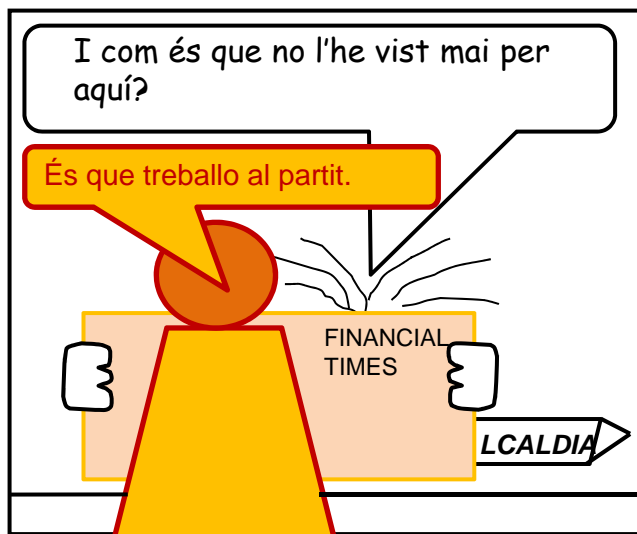 I com és que no l'he vist mai per
aquí?
És que treballo al partit.
FINANCIAL
TIMES
LCALDIA